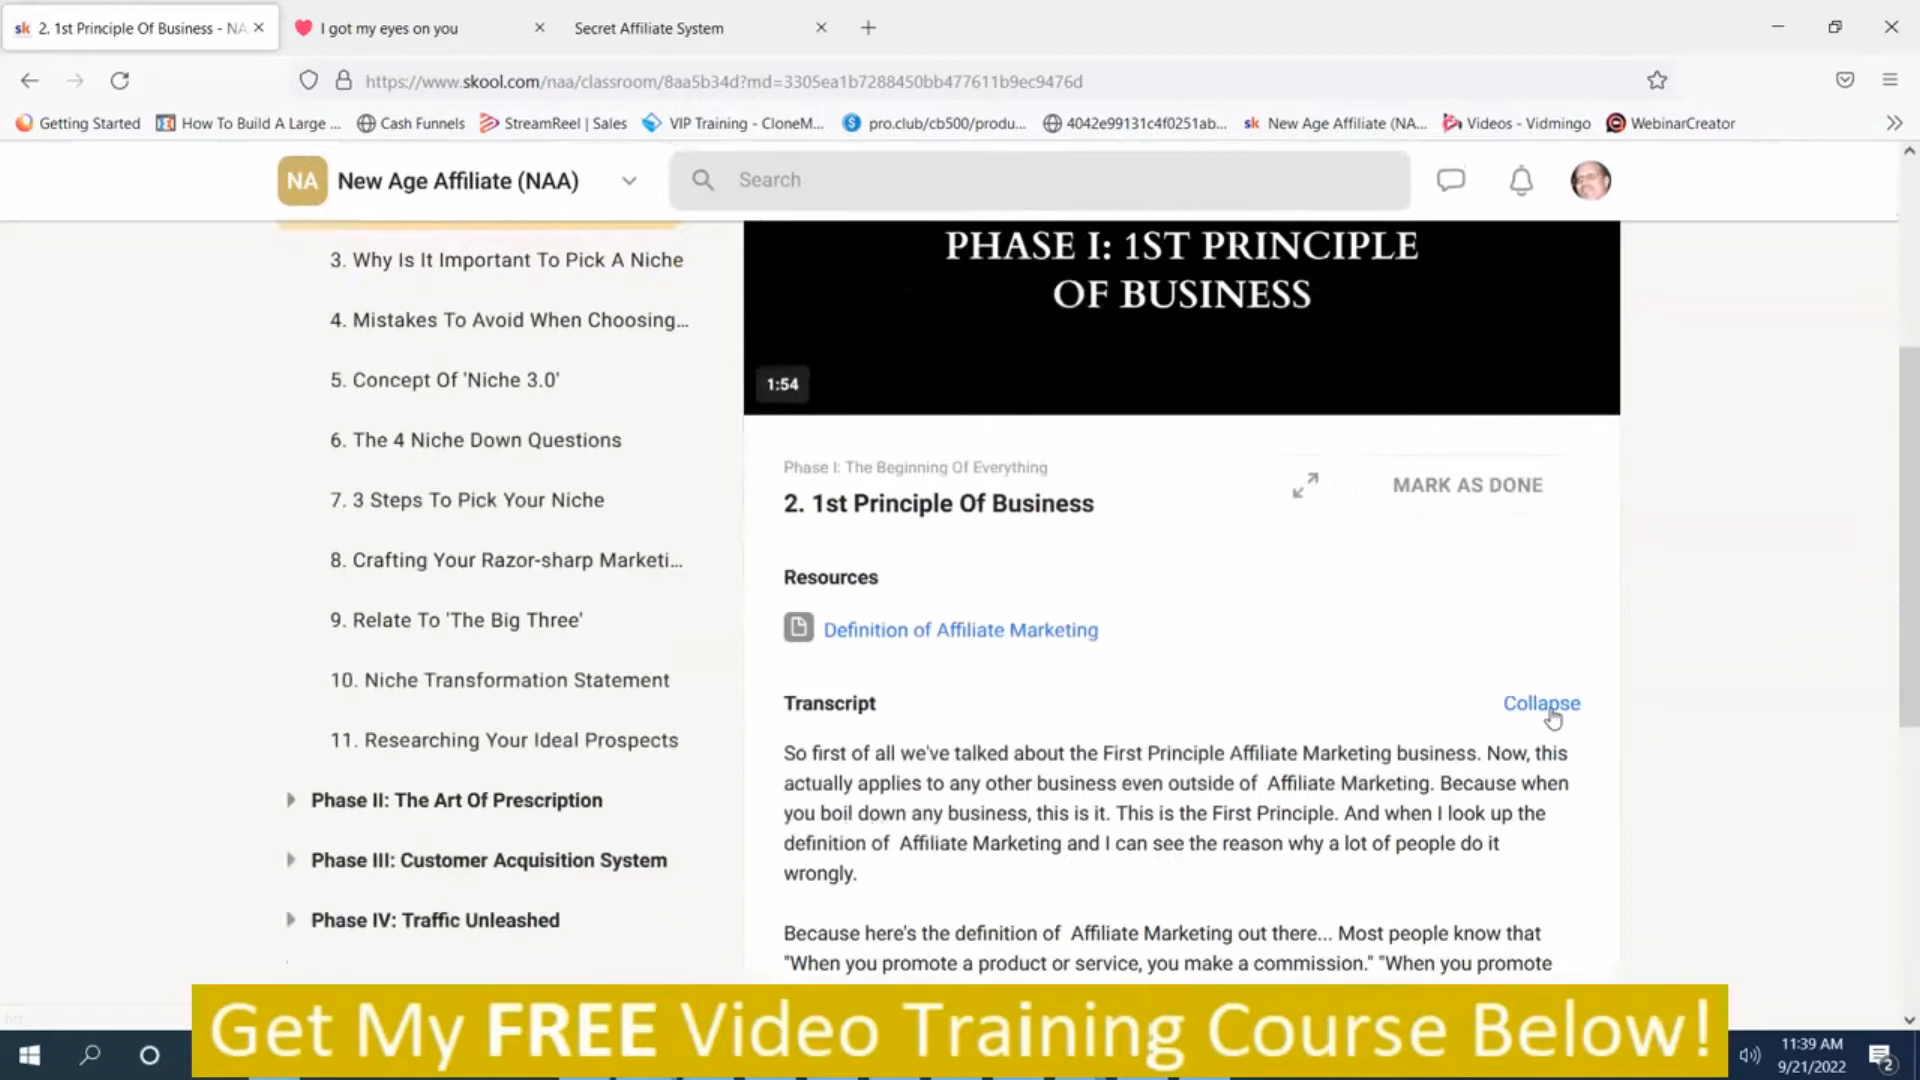 sk 2. 1st Principle Of Business - NA
I got my eyes on you
Secret Affiliate System
https://www.skool.com/naa/classroom/8aa5b34d?md=3305ea1b7288450bb477611b9ec9476d
Getting Started
How To Build A Large ...
Cash Funnels
StreamReel | Sales
VIP Training - CloneM...
pro.club/cb500/produ...
4042e99131c4f0251ab...
sk New Age Affiliate (NA...
Videos - Vidmingo
WebinarCreator
NA New Age Affiliate (NAA)
Search
3. Why Is It Important To Pick A Niche
4. Mistakes To Avoid When Choosing...
5. Concept Of 'Niche 3.0'
6. The 4 Niche Down Questions
7. 3 Steps To Pick Your Niche
8. Crafting Your Razor-sharp Marketi...
9. Relate To 'The Big Three'
10. Niche Transformation Statement
11. Researching Your Ideal Prospects
Phase II: The Art Of Prescription
Phase III: Customer Acquisition System
Phase IV: Traffic Unleashed
PHASE I: 1ST PRINCIPLE
OF BUSINESS
1:54
Phase I: The Beginning Of Everything
2. 1st Principle Of Business
MARK AS DONE
Resources
Definition of Affiliate Marketing
Transcript
Collapse
So first of all we've talked about the First Principle Affiliate Marketing business. Now, this
actually applies to any other business even outside of Affiliate Marketing. Because when
you boil down any business, this is it. This is the First Principle. And when I look up the
definition of Affiliate Marketing and I can see the reason why a lot of people do it
wrongly.
Because here's the definition of Affiliate Marketing out there... Most people know that
"When you promote a product or service, you make a commission." "When you promote
Get My FREE Video Training Course Below!
11:39 AM
9/21/2022
2